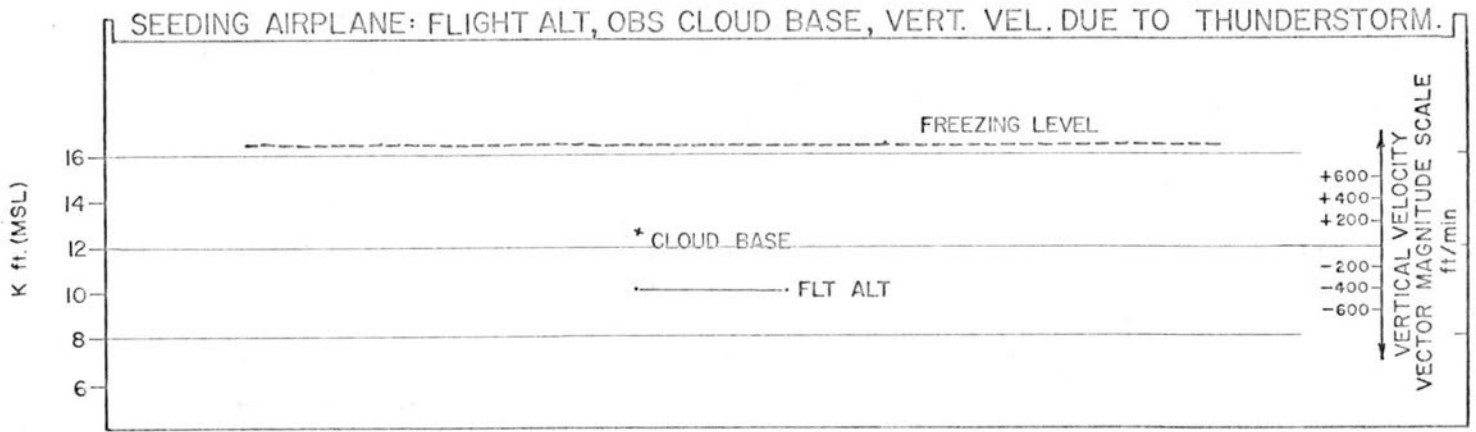 SEEDING AIRPLANE: FLIGHT ALT, OBS CLOUD BASE, VERT. VEL. DUE TO THUNDERSTORM.
FREEZING LEVEL
CLOUD BASE
FLT ALT
K ft. (MSL)
16
14
12
10
8
6
+600
+400
+200
-200
-400
-600
VERTICAL VELOCITY
VECTOR MAGNITUDE SCALE
ft/min